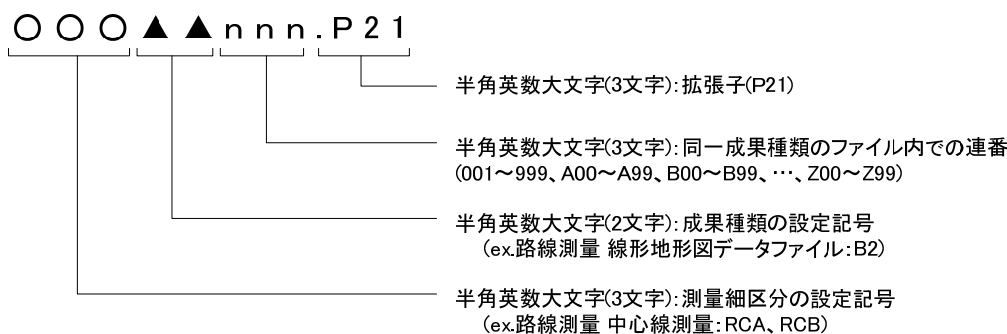 ○○○▲▲nnn.P21
半角英数大文字(3文字):拡張子(P21)
半角英数大文字(3文字):同一成果種類のファイル内での連番
(001～999、A00～A99、B00～B99、…、Z00～Z99)
半角英数大文字(2文字):成果種類の設定記号
(ex.路線測量 線形地形図データファイル:B2)
半角英数大文字(3文字):測量細区分の設定記号
(ex.路線測量 中心線測量:RCA、RCB)